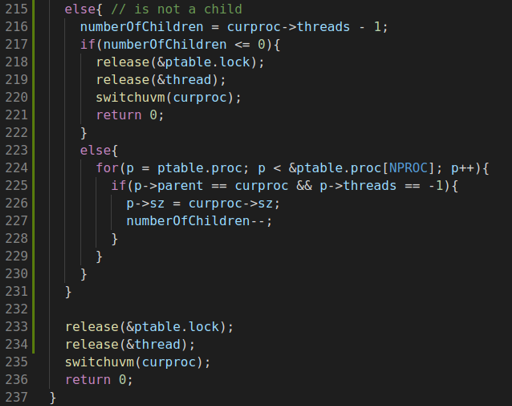 215 else{ // is not a child
216 numberOfChildren = curproc->threads - 1;
217 if(numberOfChildren <= 0){
218 release(&ptable.lock);
219 release(&thread);
220 switchuvm(curproc);
221 return 0;
222 }
223 else{
224 for(p = ptable.proc; p < &ptable.proc[NPROC]; p++){
225 if(p->parent == curproc && p->threads == -1){
226 p->sz = curproc->sz;
227 numberOfChildren--;
228 }
229 }
230 }
231 }
232
233 release(&ptable.lock);
234 release(&thread);
235 switchuvm(curproc);
236 return 0;
237 }